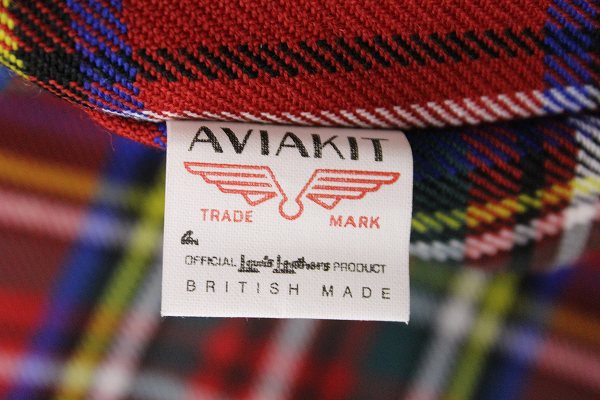 AVIAKIT
TRADE MARK
OFFICIAL Lewis Leathers PRODUCT
BRITISH MADE